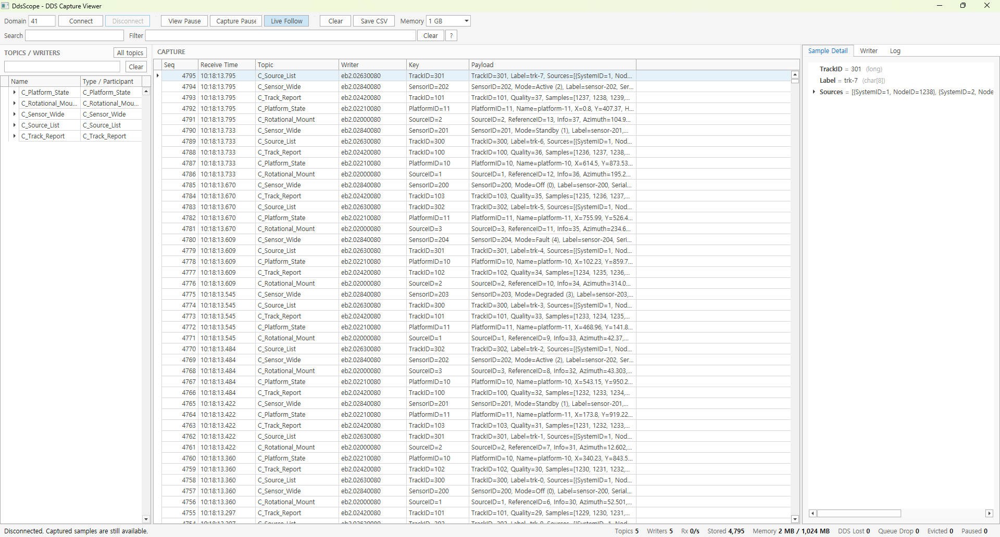 DdsScope - DDS Capture Viewer
Domain 41 Connect Disconnect View Pause Capture Pause Live Follow Clear Save CSV Memory 1 GB
Search Filter Clear ?
TOPICS / WRITERS All topics
Clear
Name Type / Participant
C_Platform_State C_Platform_State
C_Rotational_Mou... C_Rotational_Mou...
C_Sensor_Wide C_Sensor_Wide
C_Source_List C_Source_List
C_Track_Report C_Track_Report
CAPTURE
Seq Receive Time Topic Writer Key Payload
4795 10:18:13.795 C_Source_List eb2.02630080 TrackID=301 TrackID=301, Label=trk-7, Sources=[{SystemID=1, Nod...
4794 10:18:13.795 C_Sensor_Wide eb2.02840080 SensorID=202 SensorID=202, Mode=Active (2), Label=sensor-202, Ser...
4793 10:18:13.795 C_Track_Report eb2.02420080 TrackID=101 TrackID=101, Quality=37, Samples=[1237, 1238, 1239,...
4792 10:18:13.795 C_Platform_State eb2.02210080 PlatformID=11 PlatformID=11, Name=platform-11, X=0.8, Y=407.37, H...
4791 10:18:13.795 C_Rotational_Mount eb2.02000080 SourceID=2 SourceID=2, ReferenceID=13, Info=37, Azimuth=104.9...
4790 10:18:13.733 C_Sensor_Wide eb2.02840080 SensorID=201 SensorID=201, Mode=Standby (1), Label=sensor-201,...
4789 10:18:13.733 C_Source_List eb2.02630080 TrackID=300 TrackID=300, Label=trk-6, Sources=[{SystemID=1, Nod...
4788 10:18:13.733 C_Track_Report eb2.02420080 TrackID=100 TrackID=100, Quality=36, Samples=[1236, 1237, 1238,...
4787 10:18:13.733 C_Platform_State eb2.02210080 PlatformID=10 PlatformID=10, Name=platform-10, X=614.5, Y=873.53...
4786 10:18:13.733 C_Rotational_Mount eb2.02000080 SourceID=1 SourceID=1, ReferenceID=12, Info=36, Azimuth=195.2...
4785 10:18:13.670 C_Sensor_Wide eb2.02840080 SensorID=200 SensorID=200, Mode=Off (0), Label=sensor-200, Serial...
4784 10:18:13.670 C_Track_Report eb2.02420080 TrackID=103 TrackID=103, Quality=35, Samples=[1235, 1236, 1237,...
4783 10:18:13.670 C_Source_List eb2.02630080 TrackID=302 TrackID=302, Label=trk-5, Sources=[{SystemID=1, Nod...
4782 10:18:13.670 C_Platform_State eb2.02210080 PlatformID=11 PlatformID=11, Name=platform-11, X=755.99, Y=526.4...
4781 10:18:13.670 C_Rotational_Mount eb2.02000080 SourceID=3 SourceID=3, ReferenceID=11, Info=35, Azimuth=234.6...
4780 10:18:13.609 C_Sensor_Wide eb2.02840080 SensorID=204 SensorID=204, Mode=Fault (4), Label=sensor-204, Seri...
4779 10:18:13.609 C_Source_List eb2.02630080 TrackID=301 TrackID=301, Label=trk-4, Sources=[{SystemID=1, Nod...
4778 10:18:13.609 C_Platform_State eb2.02210080 PlatformID=10 PlatformID=10, Name=platform-10, X=102.23, Y=859.7...
4777 10:18:13.609 C_Track_Report eb2.02420080 TrackID=102 TrackID=102, Quality=34, Samples=[1234, 1235, 1236,...
4776 10:18:13.609 C_Rotational_Mount eb2.02000080 SourceID=2 SourceID=2, ReferenceID=10, Info=34, Azimuth=314.0...
4775 10:18:13.545 C_Sensor_Wide eb2.02840080 SensorID=203 SensorID=203, Mode=Degraded (3), Label=sensor-203,...
4774 10:18:13.545 C_Source_List eb2.02630080 TrackID=300 TrackID=300, Label=trk-3, Sources=[{SystemID=1, Nod...
4773 10:18:13.545 C_Track_Report eb2.02420080 TrackID=101 TrackID=101, Quality=33, Samples=[1233, 1234, 1235,...
4772 10:18:13.545 C_Platform_State eb2.02210080 PlatformID=11 PlatformID=11, Name=platform-11, X=468.96, Y=141.8...
4771 10:18:13.545 C_Rotational_Mount eb2.02000080 SourceID=1 SourceID=1, ReferenceID=9, Info=33, Azimuth=42.37,...
4770 10:18:13.484 C_Source_List eb2.02630080 TrackID=302 TrackID=302, Label=trk-2, Sources=[{SystemID=1, Nod...
4769 10:18:13.484 C_Sensor_Wide eb2.02840080 SensorID=202 SensorID=202, Mode=Active (2), Label=sensor-202, Ser...
4768 10:18:13.484 C_Rotational_Mount eb2.02000080 SourceID=3 SourceID=3, ReferenceID=8, Info=32, Azimuth=43.303,...
4767 10:18:13.484 C_Platform_State eb2.02210080 PlatformID=10 PlatformID=10, Name=platform-10, X=543.15, Y=950.2...
4766 10:18:13.484 C_Track_Report eb2.02420080 TrackID=100 TrackID=100, Quality=32, Samples=[1232, 1233, 1234,...
4765 10:18:13.422 C_Sensor_Wide eb2.02840080 SensorID=201 SensorID=201, Mode=Standby (1), Label=sensor-201,...
4764 10:18:13.422 C_Platform_State eb2.02210080 PlatformID=11 PlatformID=11, Name=platform-11, X=173.8, Y=919.22...
4763 10:18:13.422 C_Track_Report eb2.02420080 TrackID=103 TrackID=103, Quality=31, Samples=[1231, 1232, 1233,...
4762 10:18:13.422 C_Source_List eb2.02630080 TrackID=301 TrackID=301, Label=trk-1, Sources=[{SystemID=1, Nod...
4761 10:18:13.422 C_Rotational_Mount eb2.02000080 SourceID=2 SourceID=2, ReferenceID=7, Info=31, Azimuth=12.602,...
4760 10:18:13.360 C_Platform_State eb2.02210080 PlatformID=10 PlatformID=10, Name=platform-10, X=340.23, Y=843.5...
4759 10:18:13.360 C_Track_Report eb2.02420080 TrackID=102 TrackID=102, Quality=30, Samples=[1230, 1231, 1232,...
4758 10:18:13.360 C_Source_List eb2.02630080 TrackID=300 TrackID=300, Label=trk-0, Sources=[{SystemID=1, Nod...
4757 10:18:13.360 C_Sensor_Wide eb2.02840080 SensorID=200 SensorID=200, Mode=Off (0), Label=sensor-200, Serial...
4756 10:18:13.360 C_Rotational_Mount eb2.02000080 SourceID=1 SourceID=1, ReferenceID=6, Info=30, Azimuth=52.501,...
4755 10:18:13.297 C_Track_Report eb2.02420080 TrackID=101 TrackID=101, Quality=29, Samples=[1229, 1230, 1231,...
Sample Detail Writer Log
TrackID = 301 (long)
Label = trk-7 (char[8])
Sources = [{SystemID=1, NodeID=1238}, {SystemID=2, Node
Disconnected. Captured samples are still available. Topics 5 Writers 5 Rx 0/s Stored 4,795 Memory 2 MB / 1,024 MB DDS Lost 0 Queue Drop 0 Evicted 0 Paused 0